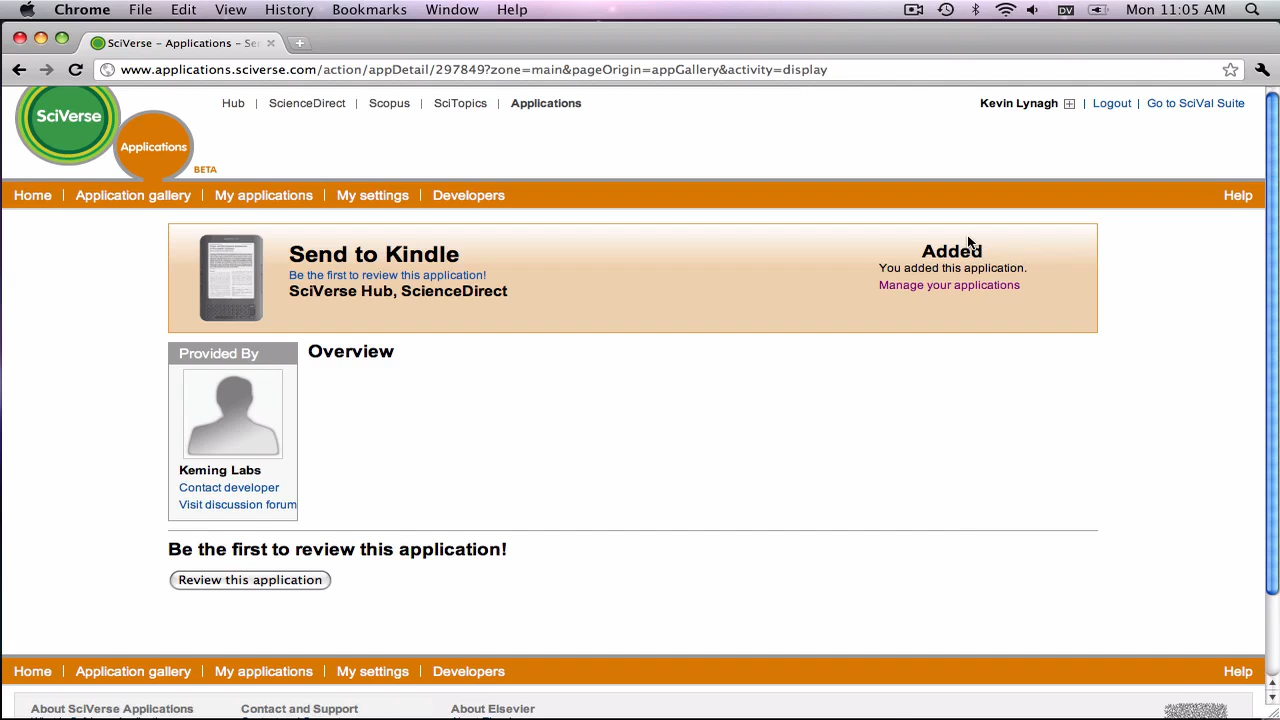 Chrome File Edit View History Bookmarks Window Help DV Mon 11:05 AM
SciVerse – Applications – Sen
www.applications.sciverse.com/action/appDetail/297849?zone=main&pageOrigin=appGallery&activity=display
Hub | ScienceDirect | Scopus | SciTopics | Applications
Kevin Lynagh | Logout | Go to SciVal Suite
SciVerse
Applications
BETA
Home | Application gallery | My applications | My settings | Developers Help
Send to Kindle
Be the first to review this application!
SciVerse Hub, ScienceDirect
Added
You added this application.
Manage your applications
Provided By
Overview
Keming Labs
Contact developer
Visit discussion forum
Be the first to review this application!
Review this application
Home | Application gallery | My applications | My settings | Developers Help
About SciVerse Applications Contact and Support About Elsevier